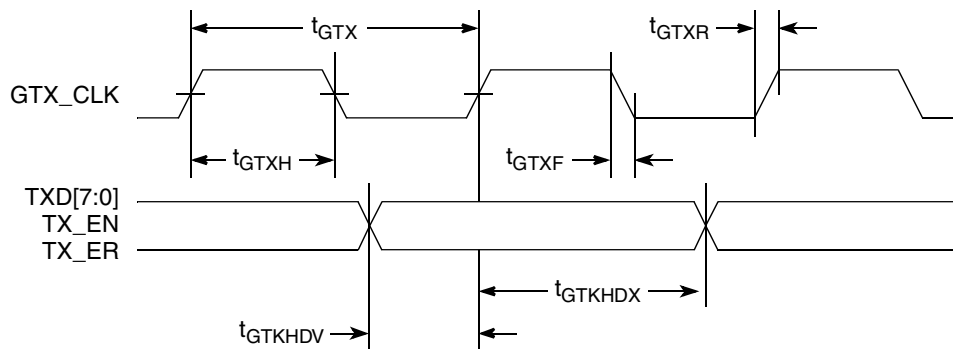 tGTX
tGTXR
GTX_CLK
tGTXH
tGTXF
TXD[7:0]
TX_EN
TX_ER
tGTKHDX
tGTKHDV